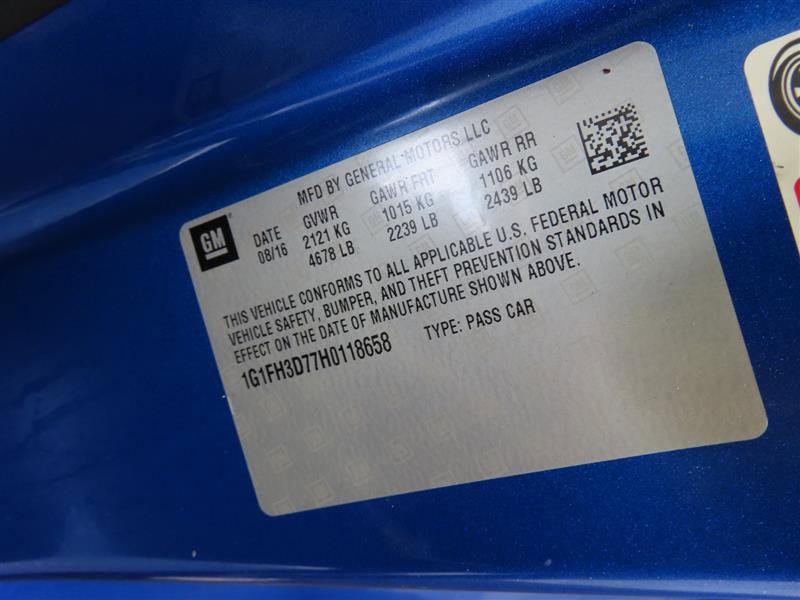 MFD BY GENERAL MOTORS LLC
DATE GVWR GAWR FRT GAWR RR
08/16 2121 KG 1015 KG 1106 KG
4678 LB 2239 LB 2439 LB
GM
THIS VEHICLE CONFORMS TO ALL APPLICABLE U.S. FEDERAL MOTOR
VEHICLE SAFETY, BUMPER, AND THEFT PREVENTION STANDARDS IN
EFFECT ON THE DATE OF MANUFACTURE SHOWN ABOVE.
1G1FH3D77H0118658 TYPE: PASS CAR